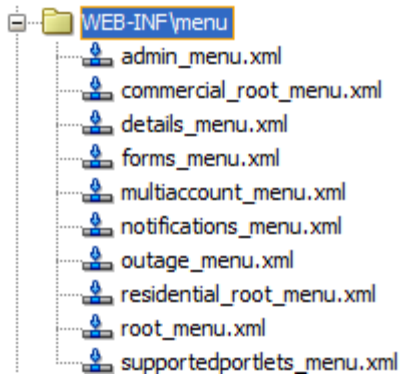 WEB-INF\menu
admin_menu.xml
commercial_root_menu.xml
details_menu.xml
forms_menu.xml
multiaccount_menu.xml
notifications_menu.xml
outage_menu.xml
residential_root_menu.xml
root_menu.xml
supportedportlets_menu.xml